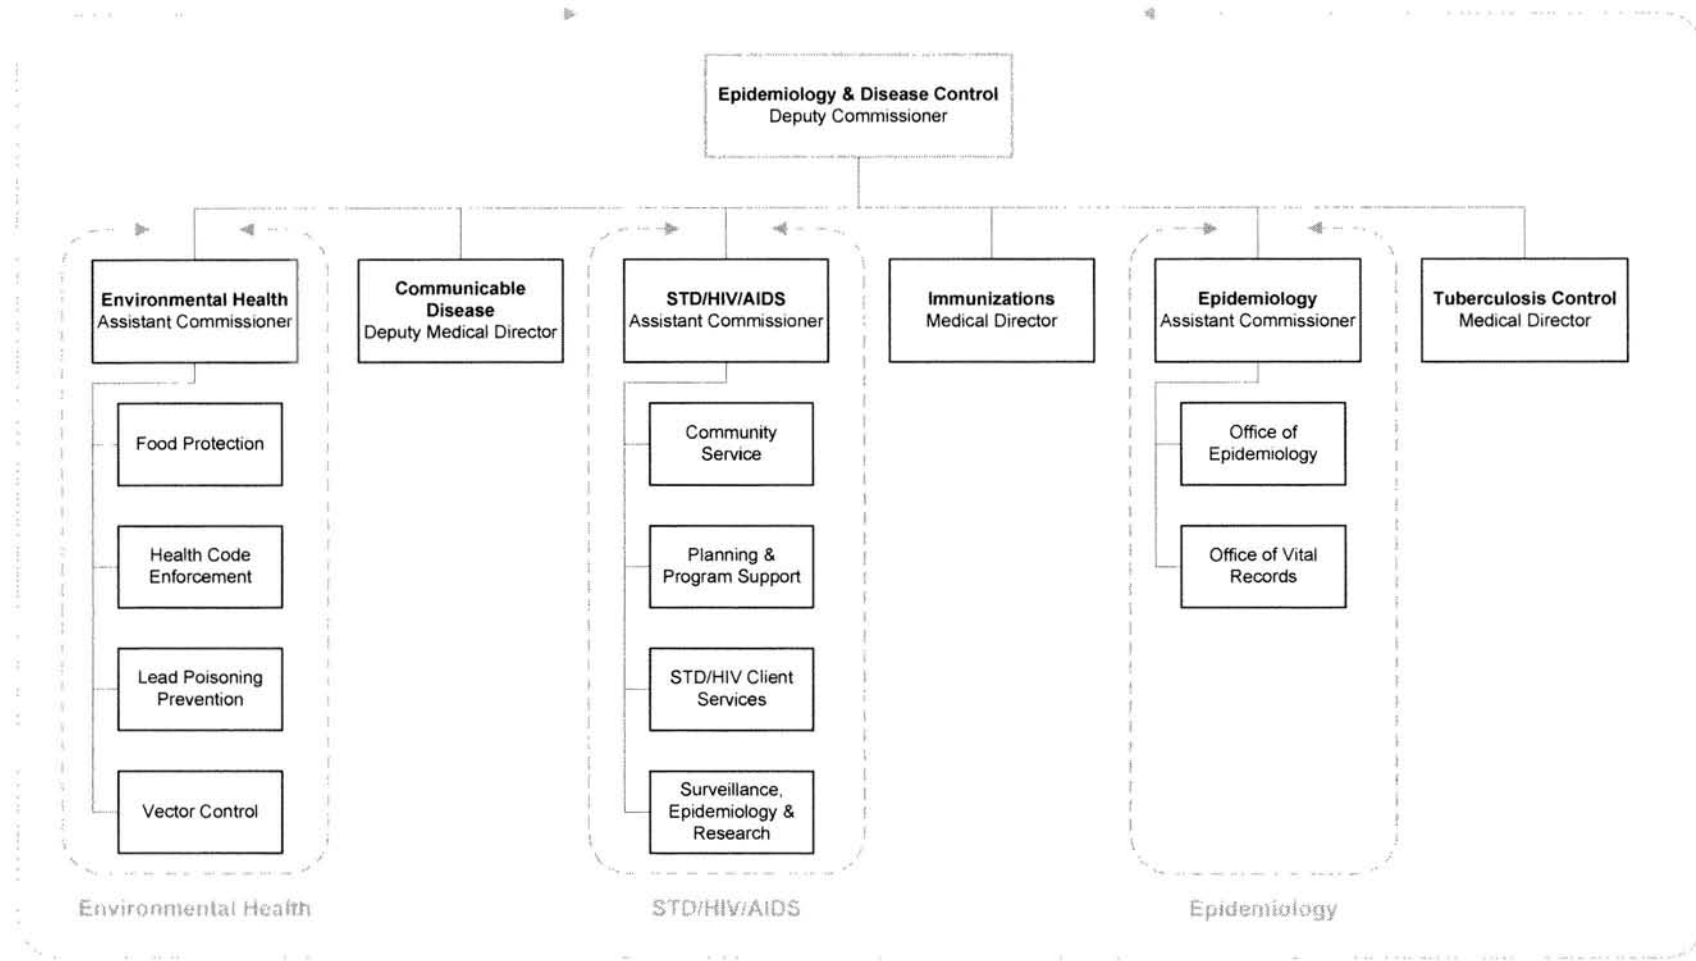 Epidemiology & Disease Control
Deputy Commissioner
Environmental Health
Assistant Commissioner
Communicable
Disease
Deputy Medical Director
STD/HIV/AIDS
Assistant Commissioner
Immunizations
Medical Director
Epidemiology
Assistant Commissioner
Tuberculosis Control
Medical Director
Food Protection
Health Code
Enforcement
Lead Poisoning
Prevention
Vector Control
Community
Service
Planning &
Program Support
STD/HIV Client
Services
Surveillance,
Epidemiology &
Research
Office of
Epidemiology
Office of Vital
Records
Environmental Health
STD/HIV/AIDS
Epidemiology